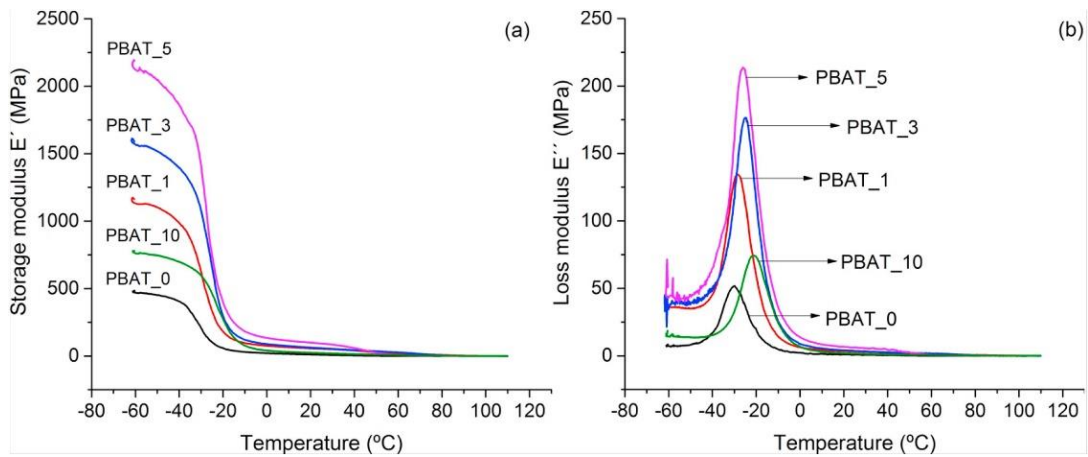 (a)
Storage modulus E´ (MPa)
2500
2000
1500
1000
500
0
PBAT_5
PBAT_3
PBAT_1
PBAT_10
PBAT_0
-80 -60 -40 -20 0 20 40 60 80 100 120
Temperature (ºC)
(b)
Loss modulus E´´ (MPa)
250
200
150
100
50
0
PBAT_5
PBAT_3
PBAT_1
PBAT_10
PBAT_0
-80 -60 -40 -20 0 20 40 60 80 100 120
Temperature (ºC)